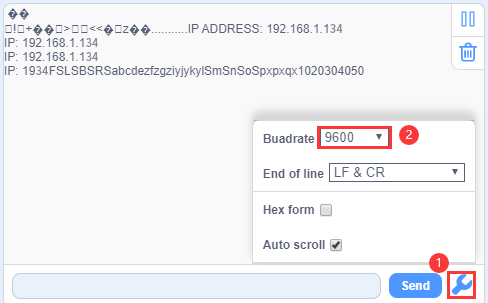 ��
�!�+��>��<<��z��...........IP ADDRESS: 192.168.1.134
IP: 192.168.1.134
IP: 192.168.1.134
IP: 1934FSLSBSRSabcdezfzgziyjykylSmSnSoSpxpxqx1020304050
Buadrate 9600 2
End of line LF & CR
Hex form
Auto scroll
1
Send